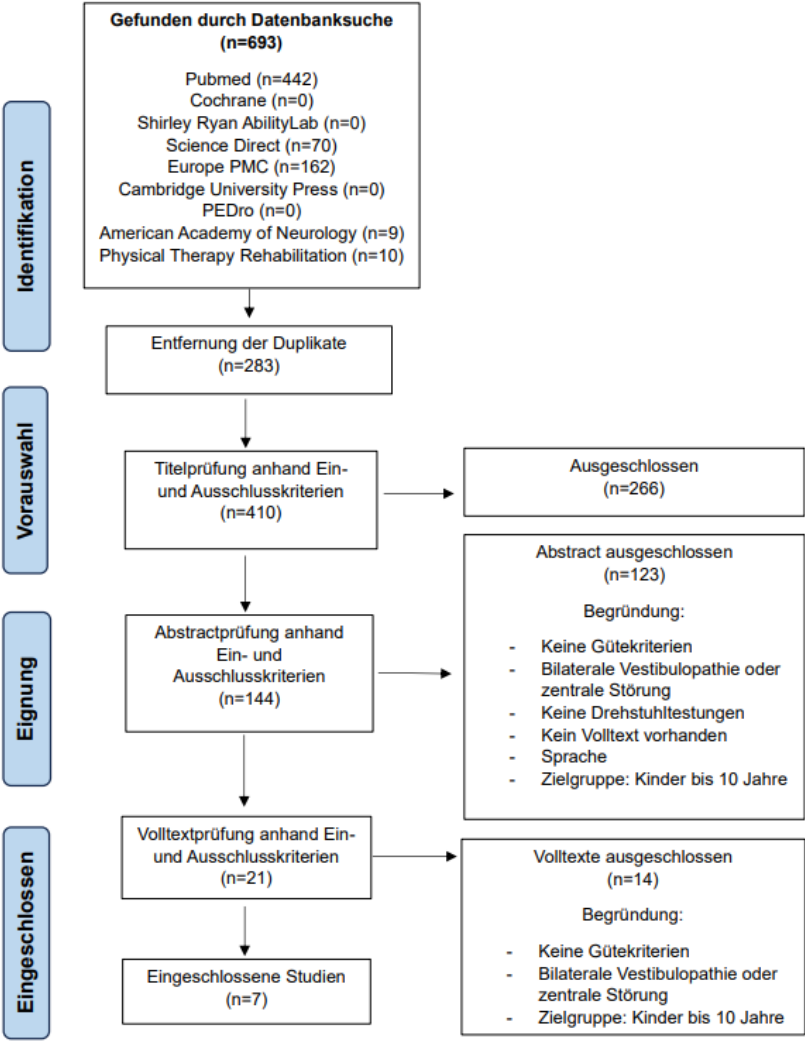 Gefunden durch Datenbanksuche
(n=693)
Pubmed (n=442)
Cochrane (n=0)
Shirley Ryan AbilityLab (n=0)
Science Direct (n=70)
Europe PMC (n=162)
Cambridge University Press (n=0)
PEDro (n=0)
American Academy of Neurology (n=9)
Physical Therapy Rehabilitation (n=10)
Identifikation
Entfernung der Duplikate
(n=283)
Vorauswahl
Titelprüfung anhand Ein-
und Ausschlusskriterien
(n=410)
Ausgeschlossen
(n=266)
Eignung
Abstractprüfung anhand
Ein- und
Ausschlusskriterien
(n=144)
Abstract ausgeschlossen
(n=123)
Begründung:
- Keine Gütekriterien
- Bilaterale Vestibulopathie oder
zentrale Störung
- Keine Drehstuhltestungen
- Kein Volltext vorhanden
- Sprache
- Zielgruppe: Kinder bis 10 Jahre
Eingeschlossen
Volltextprüfung anhand Ein-
und Ausschlusskriterien
(n=21)
Volltexte ausgeschlossen
(n=14)
Begründung:
- Keine Gütekriterien
- Bilaterale Vestibulopathie oder
zentrale Störung
- Zielgruppe: Kinder bis 10 Jahre
Eingeschlossene Studien
(n=7)